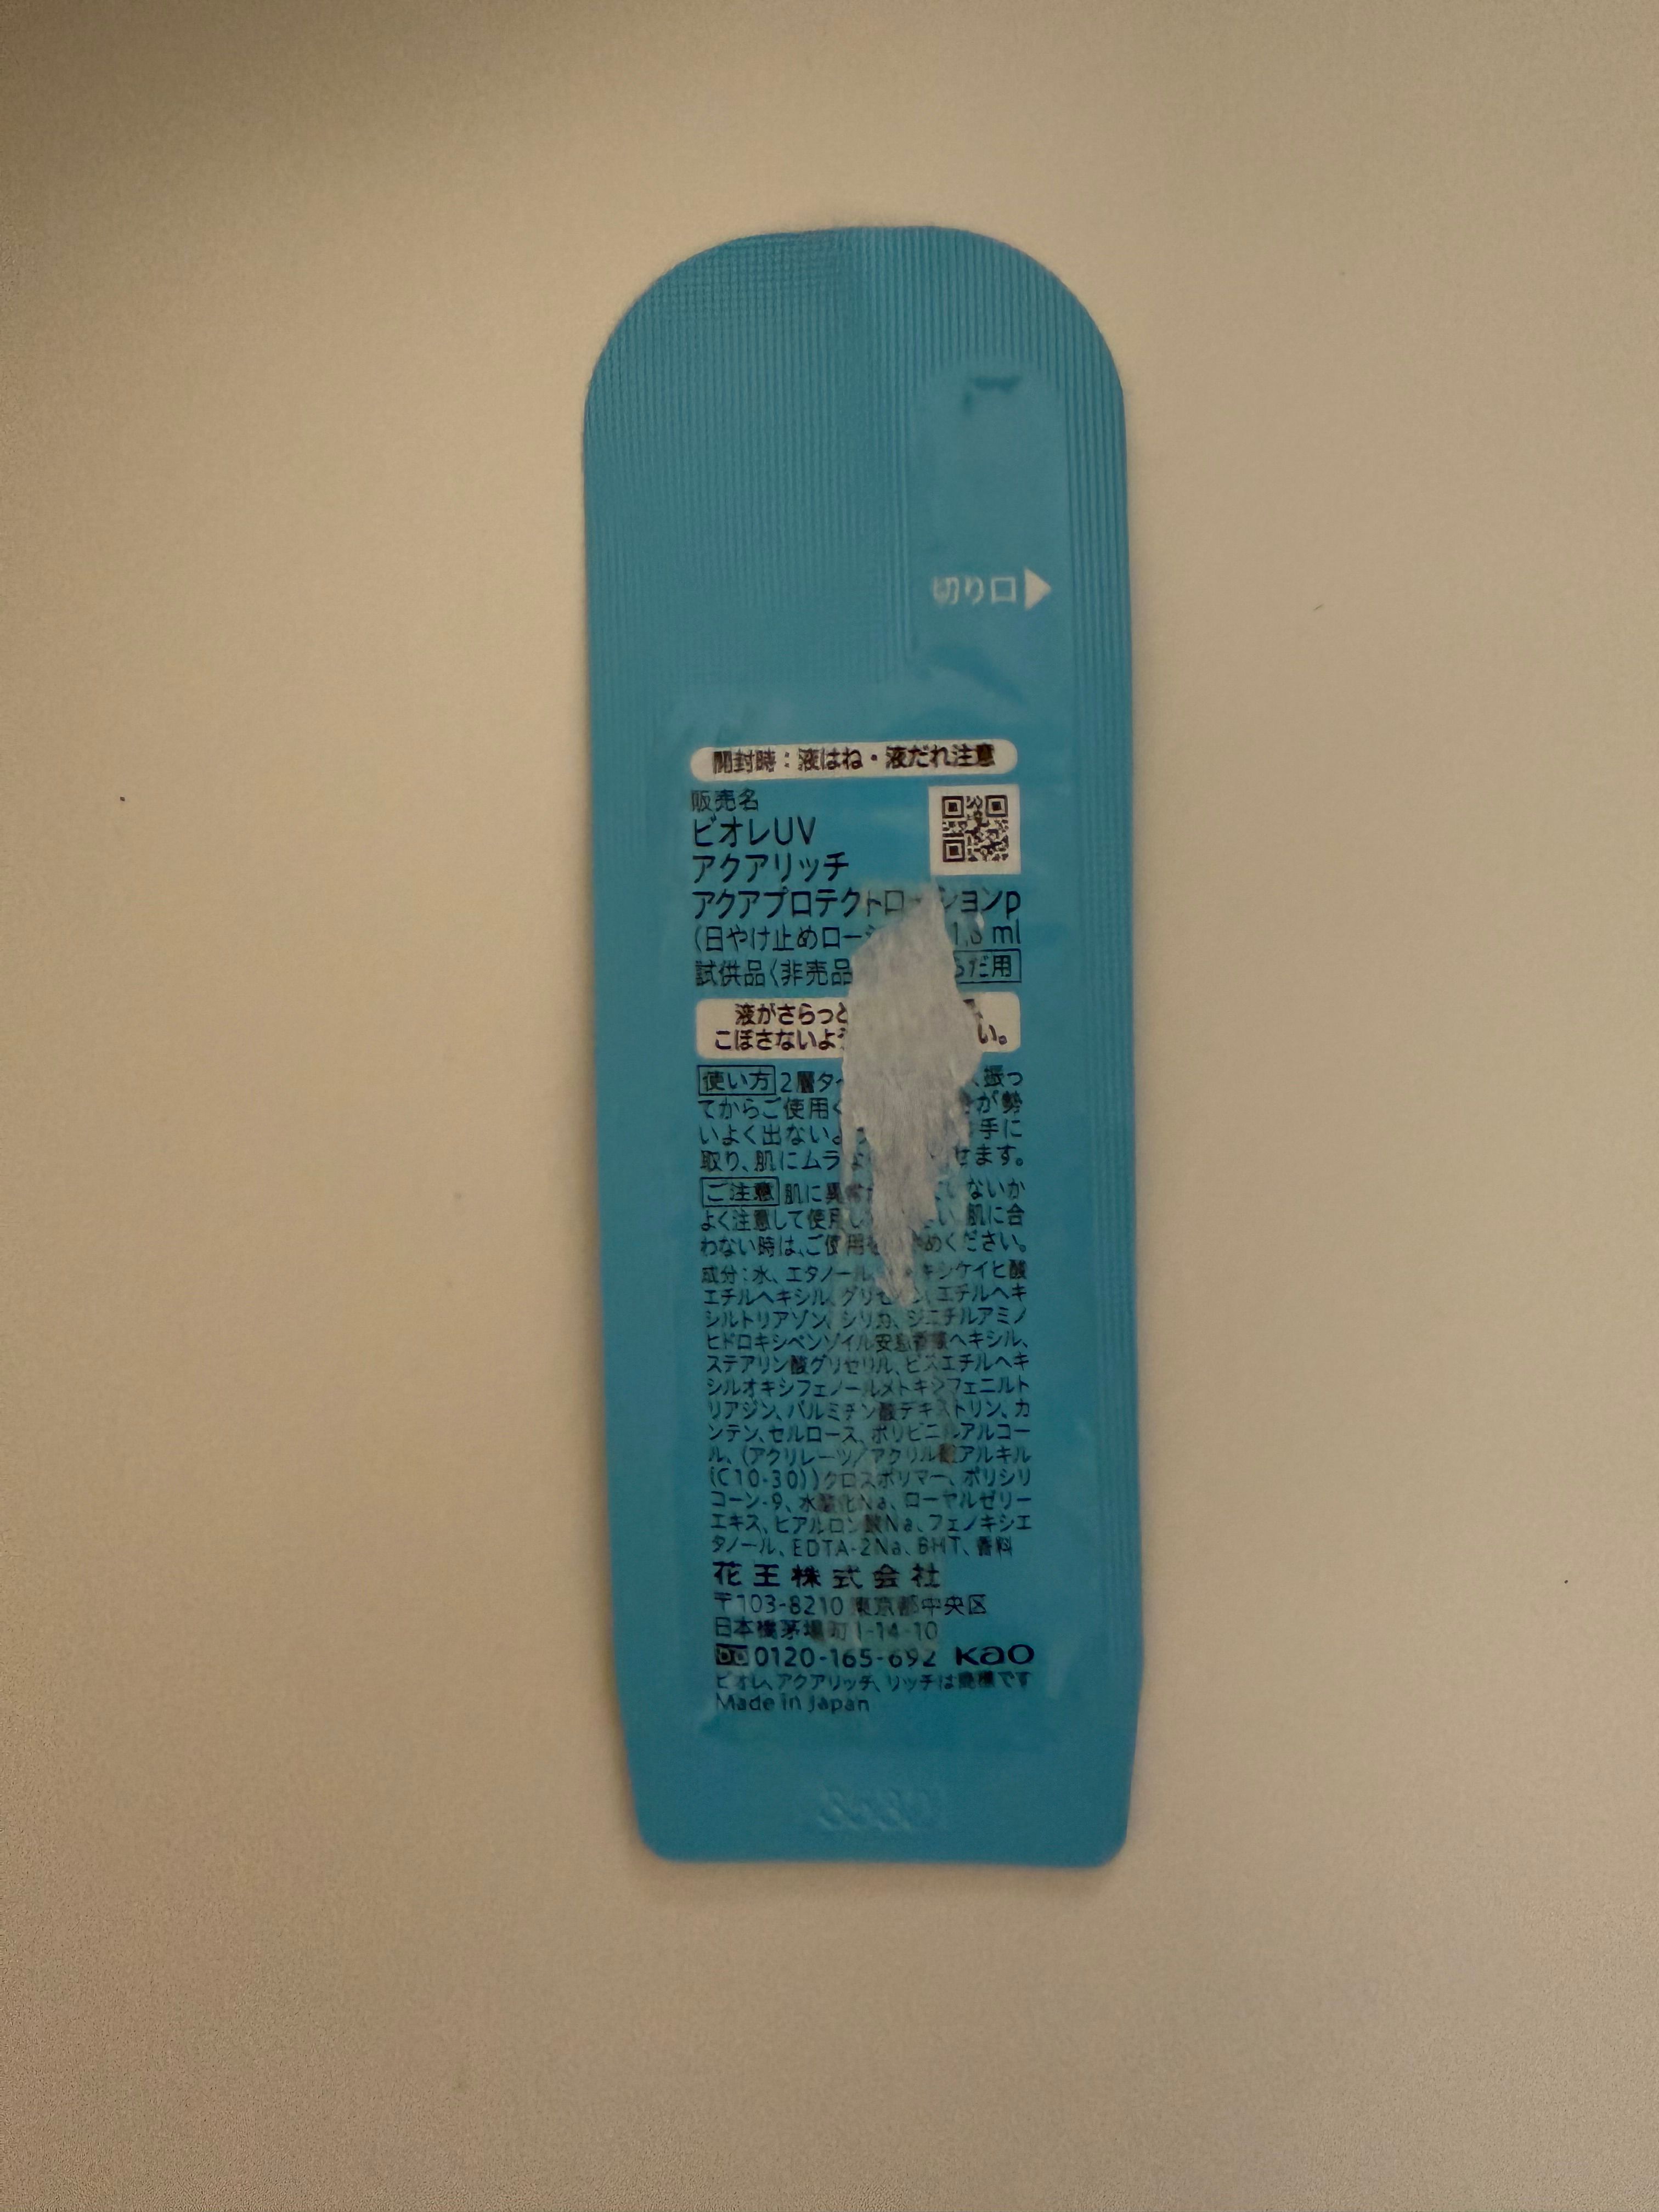 切り口▶
開封時:液はね・液だれ注意
販売名
ビオレUV
アクアリッチ
アクアプロテクトローションp
(日やけ止めロー ml
試供品〈非売品 だ用
液がさらっと
こぼさないよう い。
使い方 2層タ 、振っ
てからご使用く が勢
いよく出ない 手に
取り、肌にムラな せます。
ご注意 肌に異常 ないか
よく注意して使用し い。肌に合
わない時は、ご使用を めください。
成分:水、エタノール、 キシケイヒ酸
エチルヘキシル、グリセリン、エチルヘキ
シルトリアゾン、シリカ、ジエチルアミノ
ヒドロキシベンゾイル安息香酸ヘキシル、
ステアリン酸グリセリル、ビスエチルヘキ
シルオキシフェノールメトキシフェニルト
リアジン、パルミチン酸デキストリン、カ
ンテン、セルロース、ポリビニルアルコー
ル、(アクリレーツ/アクリル酸アルキル
(C10-30))クロスポリマー、ポリシリ
コーン-9、水酸化Na、ローヤルゼリー
エキス、ヒアルロン酸Na、フェノキシエ
タノール、EDTA-2Na、BHT、香料
花王株式会社
〒103-8210 東京都中央区
日本橋茅場町1-14-10
0120-165-692 Kao
ビオレ、アクアリッチ、リッチは商標です
Made in Japan